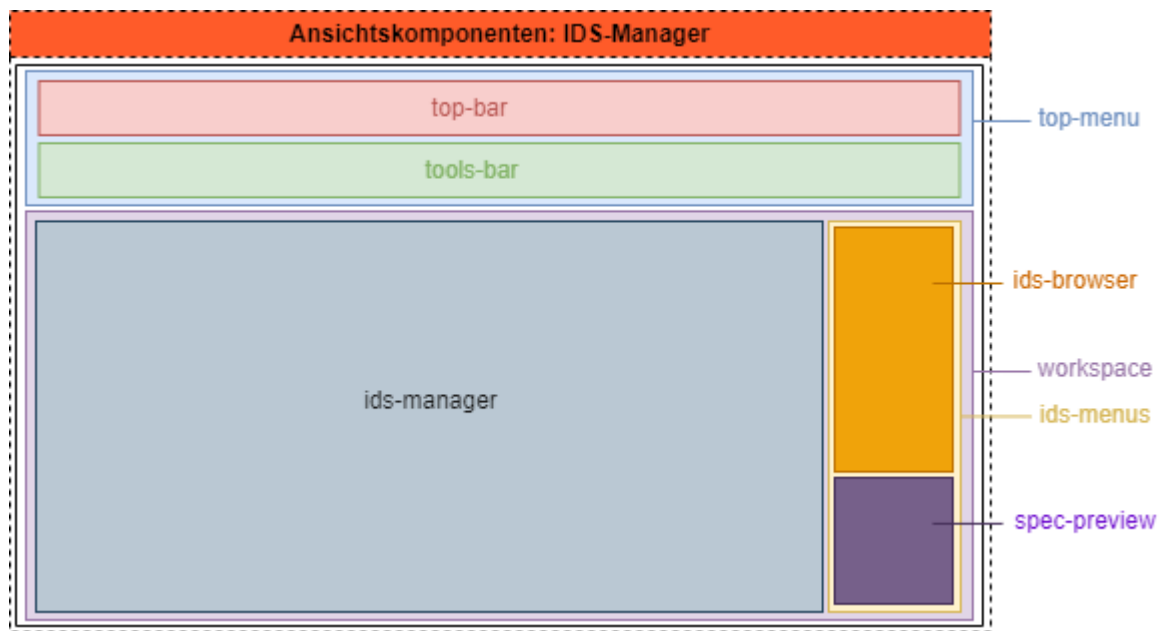 Ansichtskomponenten: IDS-Manager
top-bar
top-menu
tools-bar
ids-browser
workspace
ids-manager
ids-menus
spec-preview